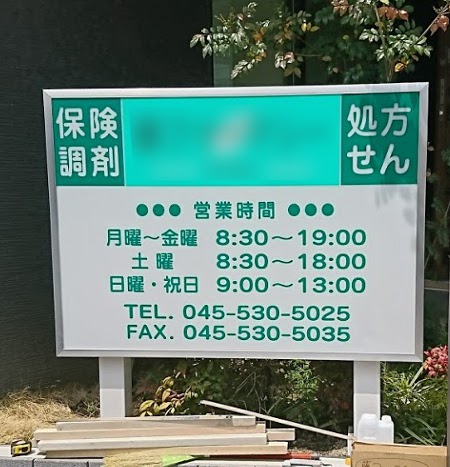 保険
調剤
処方
せん
●●● 営業時間 ●●●
月曜～金曜 8:30～19:00
土曜 8:30～18:00
日曜・祝日 9:00～13:00
TEL. 045-530-5025
FAX. 045-530-5035